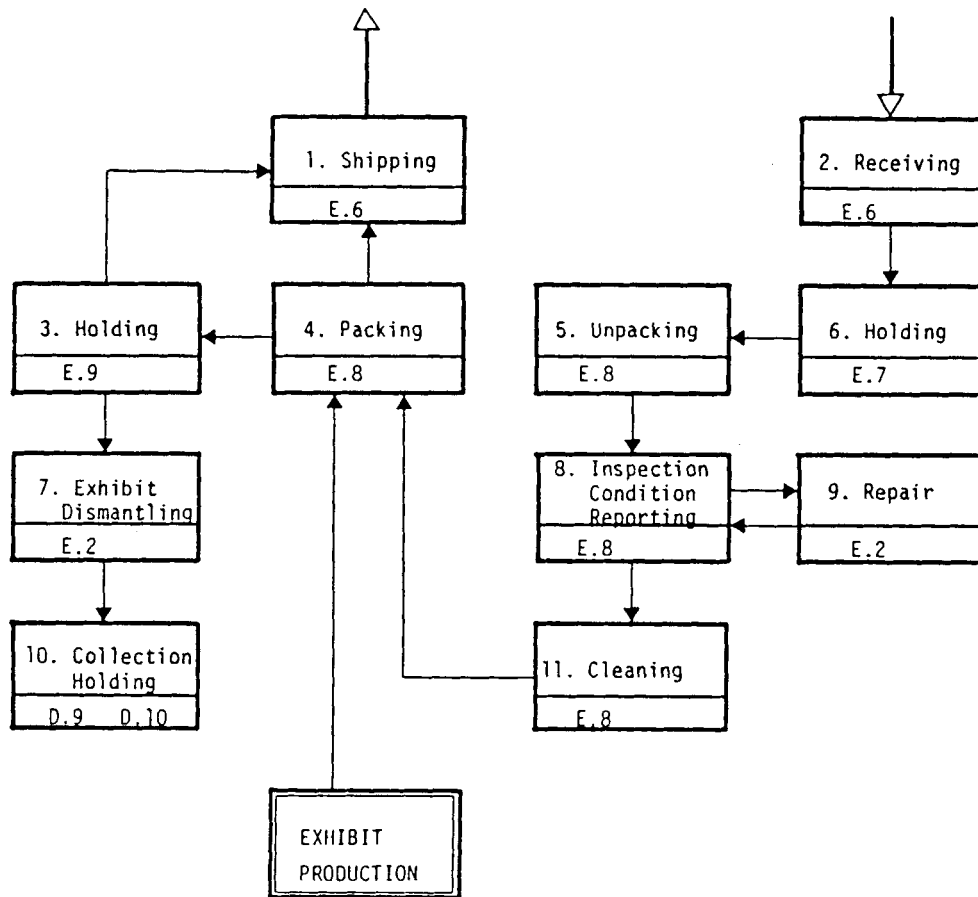 1. Shipping
E.6
2. Receiving
E.6
3. Holding
E.9
4. Packing
E.8
5. Unpacking
E.8
6. Holding
E.7
7. Exhibit
Dismantling
E.2
8. Inspection
Condition
Reporting
E.8
9. Repair
E.2
10. Collection
Holding
D.9 D.10
11. Cleaning
E.8
EXHIBIT
PRODUCTION